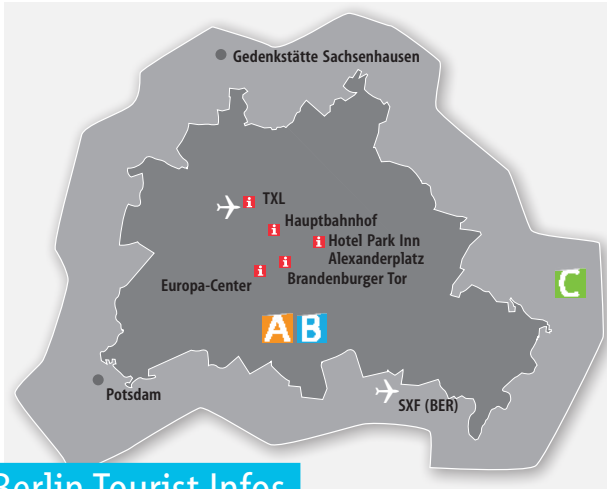 Gedenkstätte Sachsenhausen
TXL
Hauptbahnhof
Hotel Park Inn
Alexanderplatz
Brandenburger Tor
Europa-Center
A B
C
Potsdam
SXF (BER)
Berlin Tourist Infos